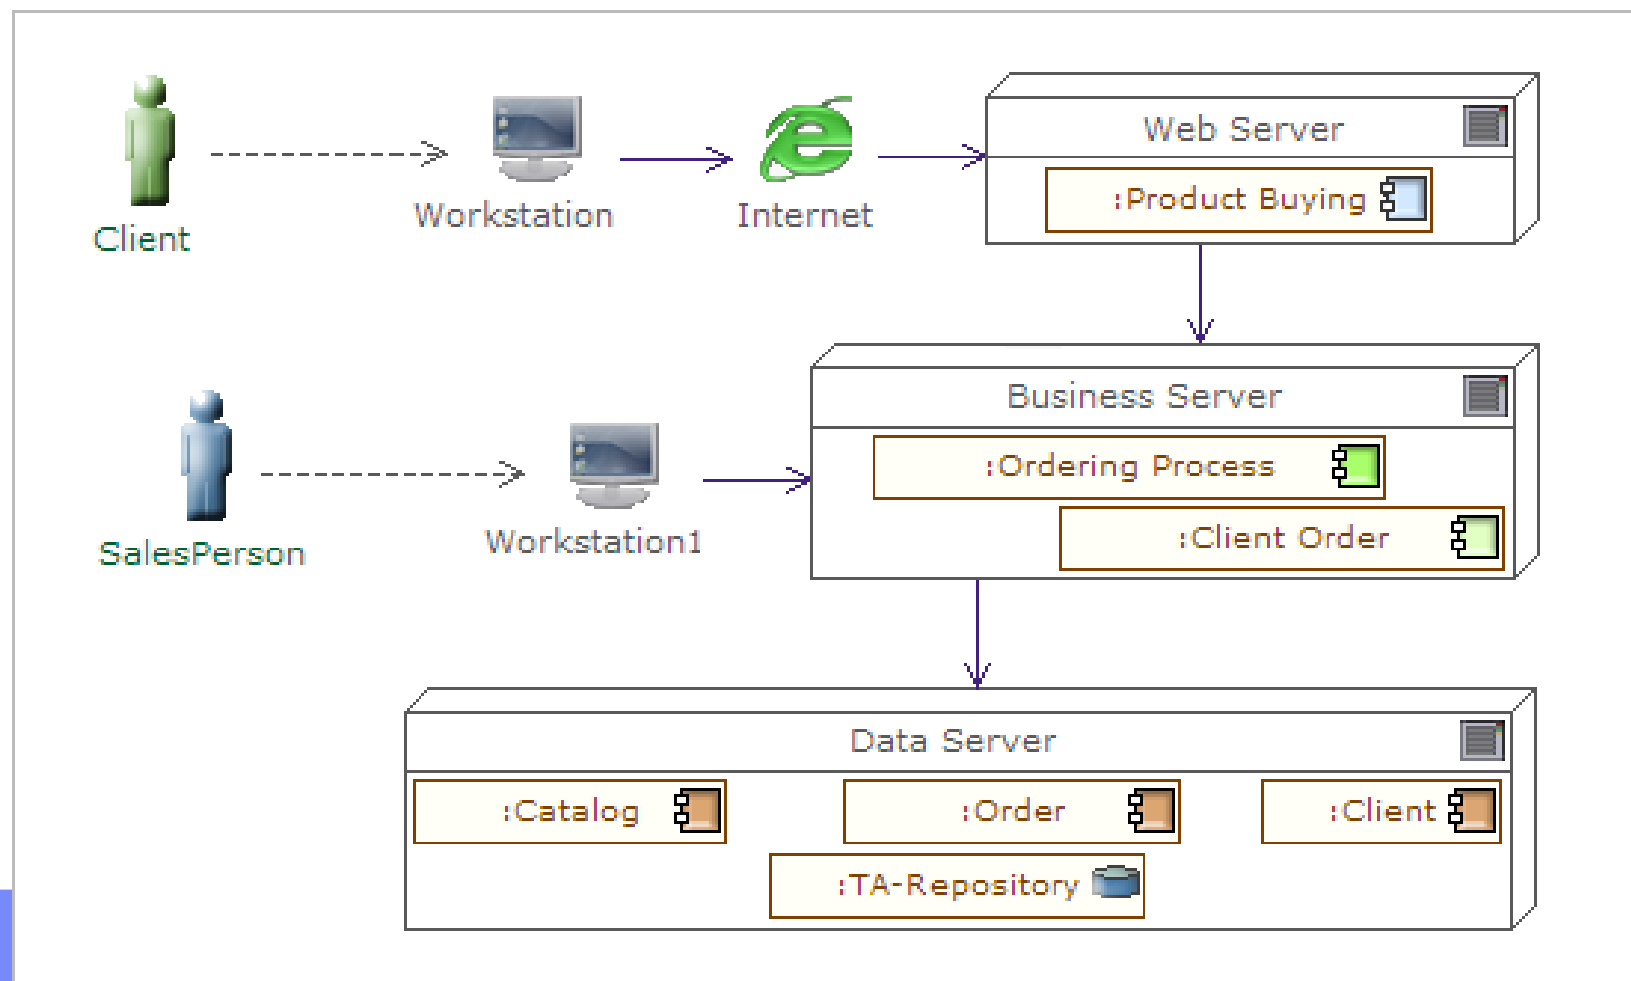 Web Server
:Product Buying
Client
Workstation
Internet
Business Server
:Ordering Process
:Client Order
SalesPerson
Workstation1
Data Server
:Catalog
:Order
:Client
:TA-Repository